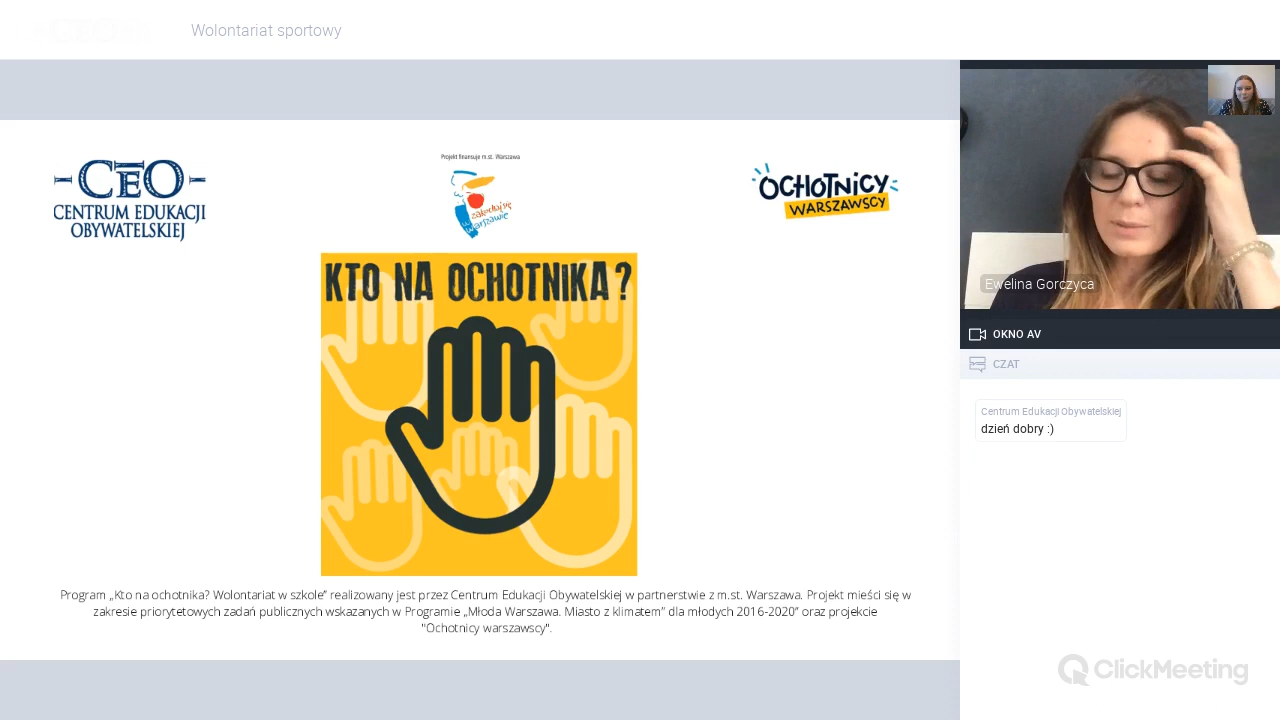 Wolontariat sportowy
CEO
CENTRUM EDUKACJI
OBYWATELSKIEJ
Projekt finansuje m.st. Warszawa
zakochaj się
w warszawie
OCHOTNICY
WARSZAWSCY
KTO NA OCHOTNIKA?
Program „Kto na ochotnika? Wolontariat w szkole” realizowany jest przez Centrum Edukacji Obywatelskiej w partnerstwie z m.st. Warszawa. Projekt mieści się w
zakresie priorytetowych zadań publicznych wskazanych w Programie „Młoda Warszawa. Miasto z klimatem” dla młodych 2016-2020” oraz projekcie
"Ochotnicy warszawscy".
Ewelina Gorczyca
OKNO AV
CZAT
Centrum Edukacji Obywatelskiej
dzień dobry :)
ClickMeeting